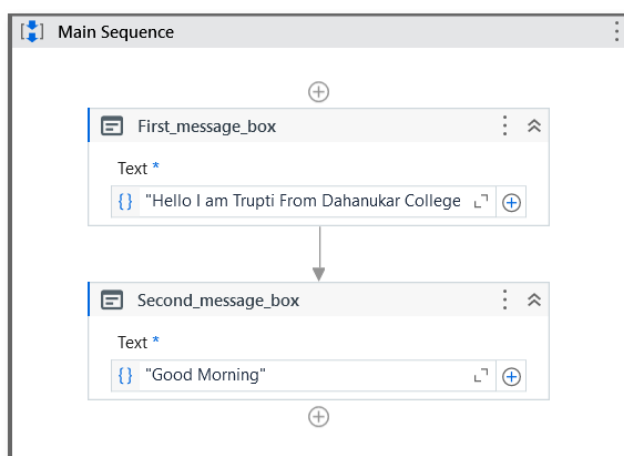 Main Sequence
First_message_box
Text *
{} "Hello I am Trupti From Dahanukar College
Second_message_box
Text *
{} "Good Morning"